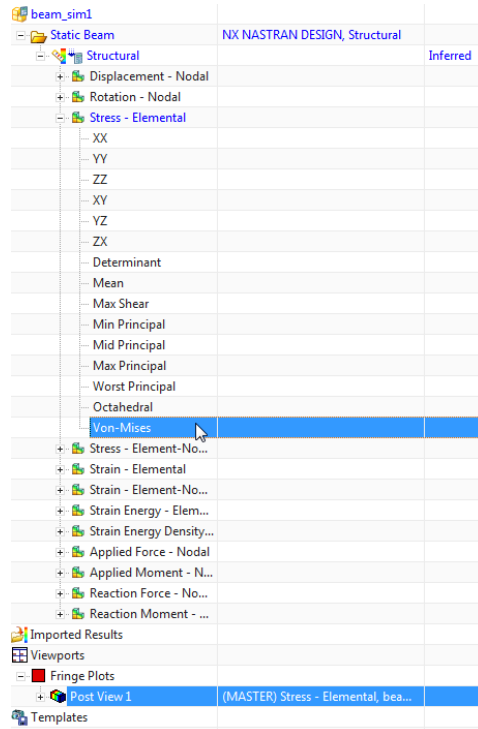 beam_sim1
Static Beam NX NASTRAN DESIGN, Structural
Structural Inferred
Displacement - Nodal
Rotation - Nodal
Stress - Elemental
XX
YY
ZZ
XY
YZ
ZX
Determinant
Mean
Max Shear
Min Principal
Mid Principal
Max Principal
Worst Principal
Octahedral
Von-Mises
Stress - Element-No...
Strain - Elemental
Strain - Element-No...
Strain Energy - Elem...
Strain Energy Density...
Applied Force - Nodal
Applied Moment - N...
Reaction Force - No...
Reaction Moment - ...
Imported Results
Viewports
Fringe Plots
Post View 1 (MASTER) Stress - Elemental, bea...
Templates